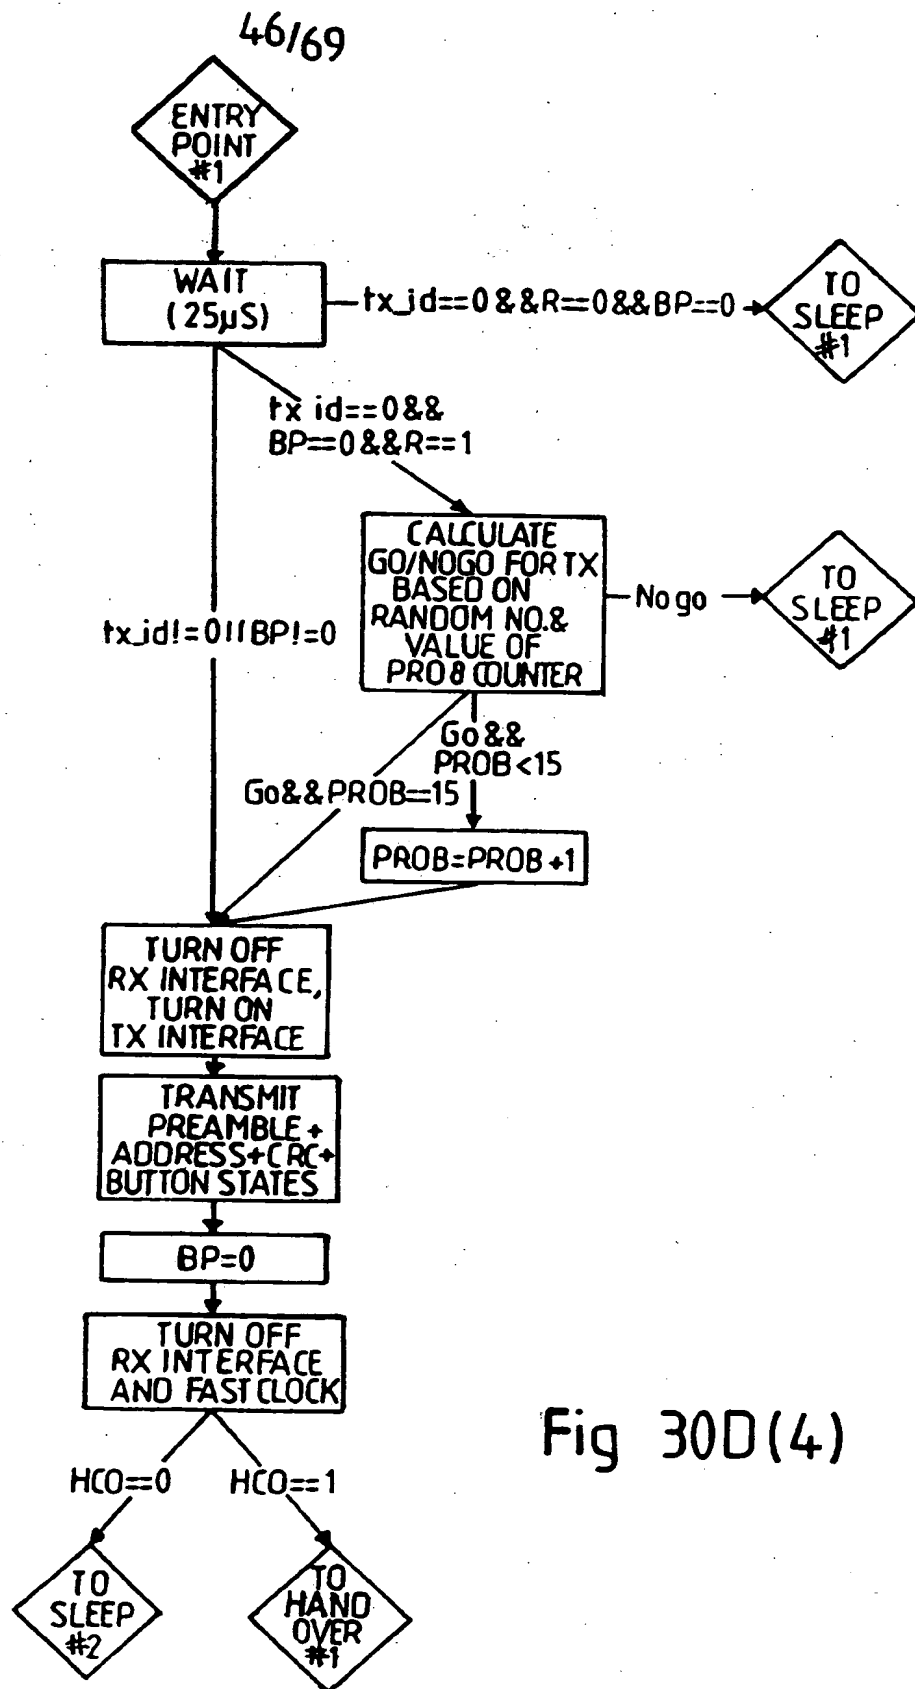 46/69
ENTRY
POINT
#1
WAIT
(25µS)
tx_id==0&&R==0&&BP==0
TO
SLEEP
#1
tx id==0&&
BP==0&&R==1
CALCULATE
GO/NOGO FOR TX
BASED ON
RANDOM NO.&
VALUE OF
PRO8 COUNTER
No go
TO
SLEEP
#1
tx_id!=0!!BP!=0
Go&&
PROB<15
Go&&PROB=15
PROB=PROB+1
TURN OFF
RX INTERFACE,
TURN ON
TX INTERFACE
TRANSMIT
PREAMBLE+
ADDRESS+CRC+
BUTTON STATES
BP=0
TURN OFF
RX INTERFACE
AND FAST CLOCK
Fig 30D(4)
HCO==0
HCO==1
TO
SLEEP
#2
TO
HAND
OVER
#1